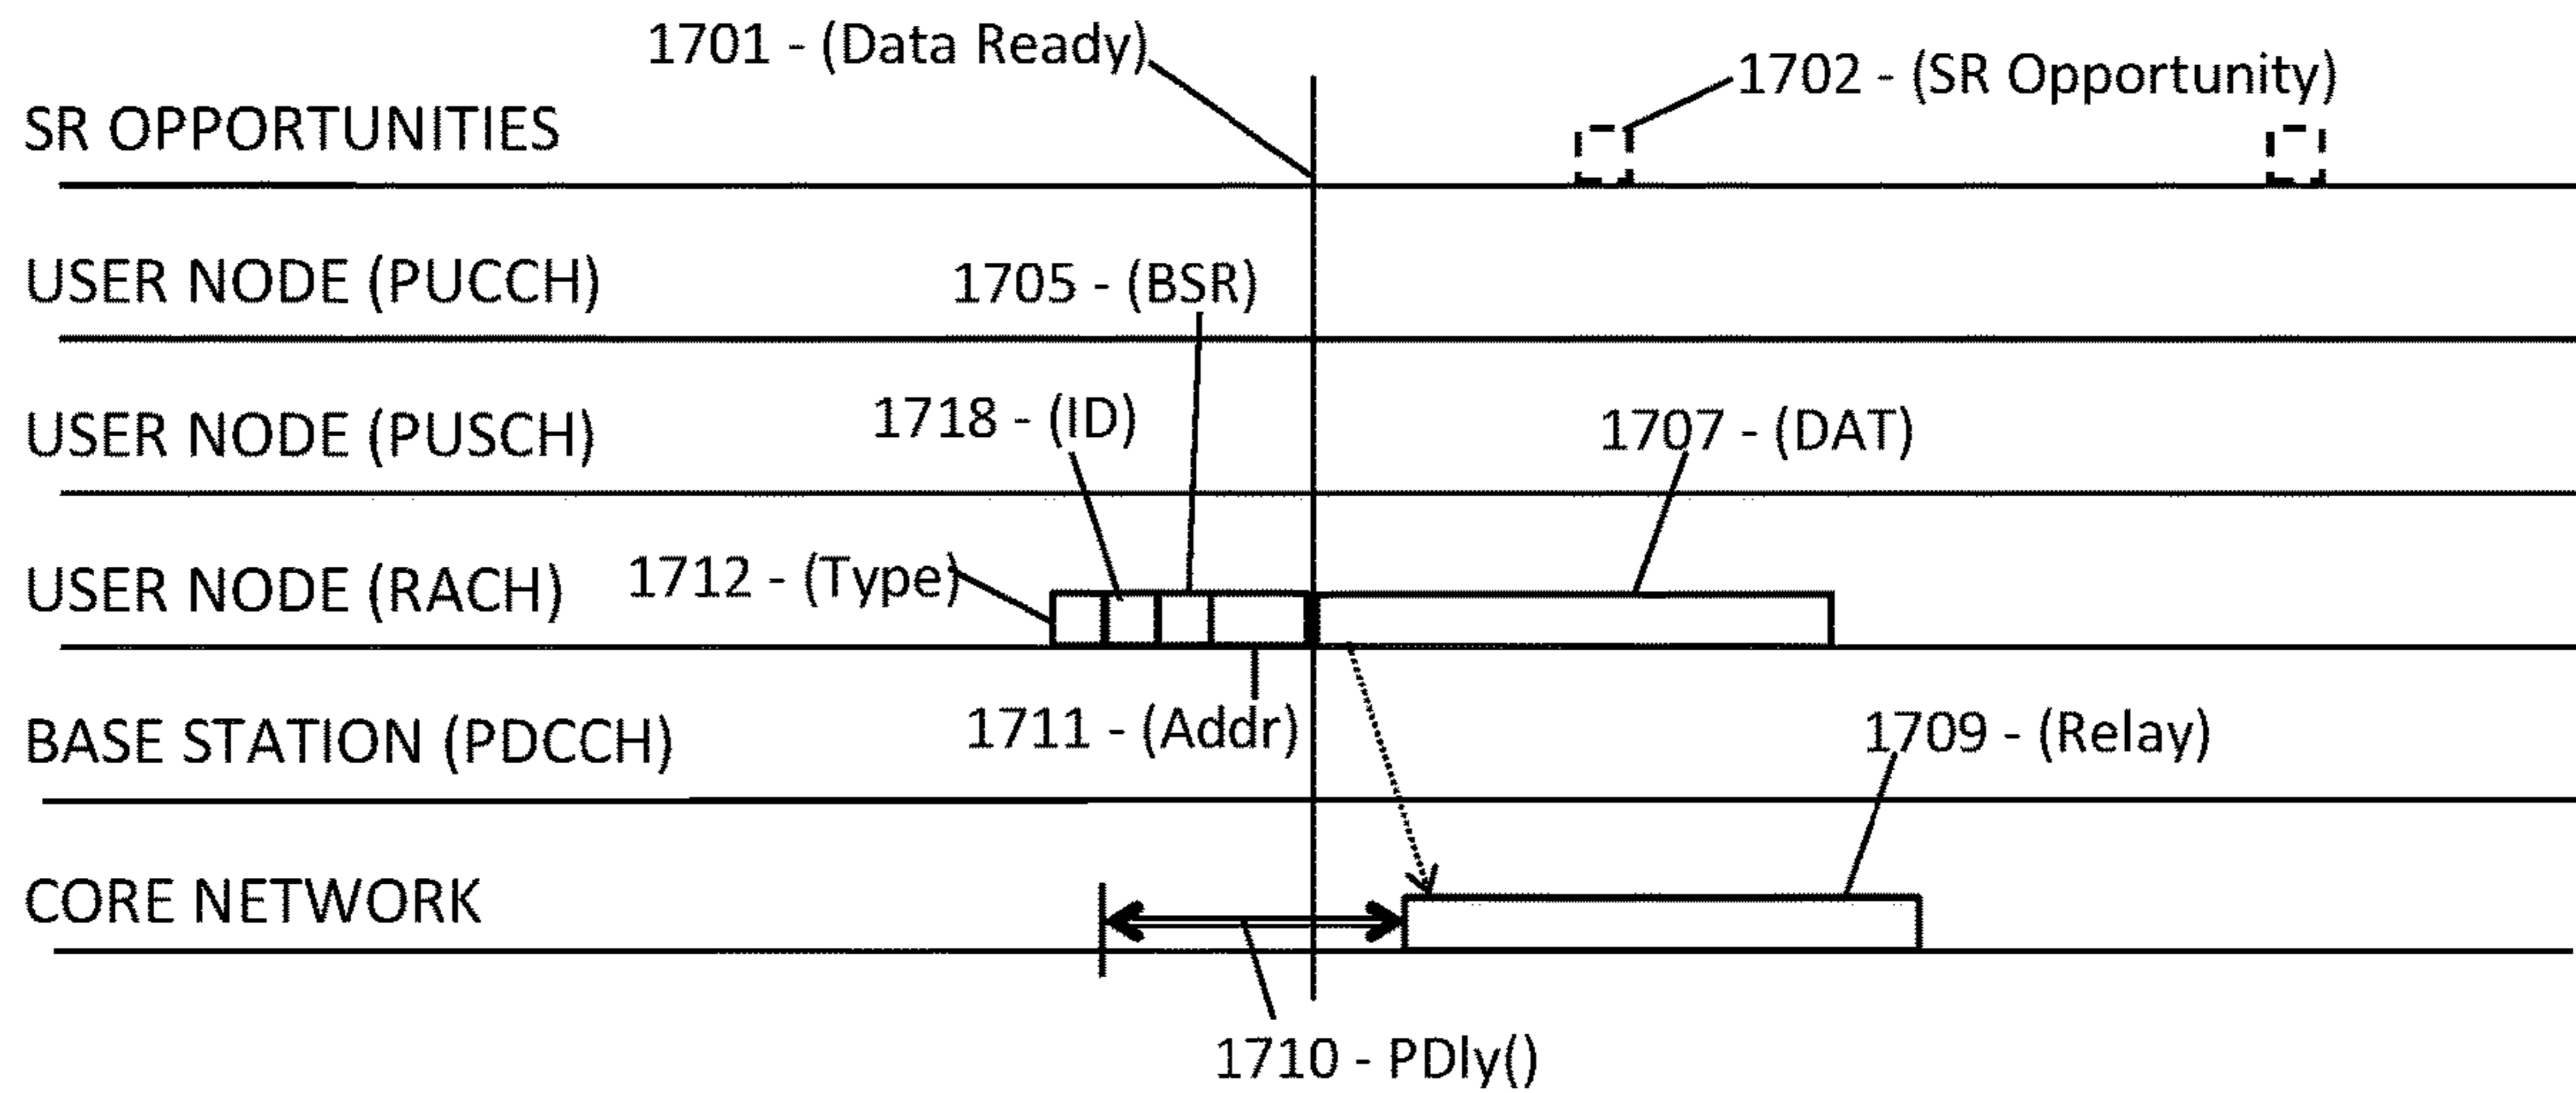 1701 - (Data Ready)
1702 - (SR Opportunity)
SR OPPORTUNITIES
USER NODE (PUCCH)
1705 - (BSR)
1718 - (ID)
1707 - (DAT)
USER NODE (PUSCH)
1712 - (Type)
USER NODE (RACH)
1711 - (Addr)
1709 - (Relay)
BASE STATION (PDCCH)
CORE NETWORK
1710 - PDly()